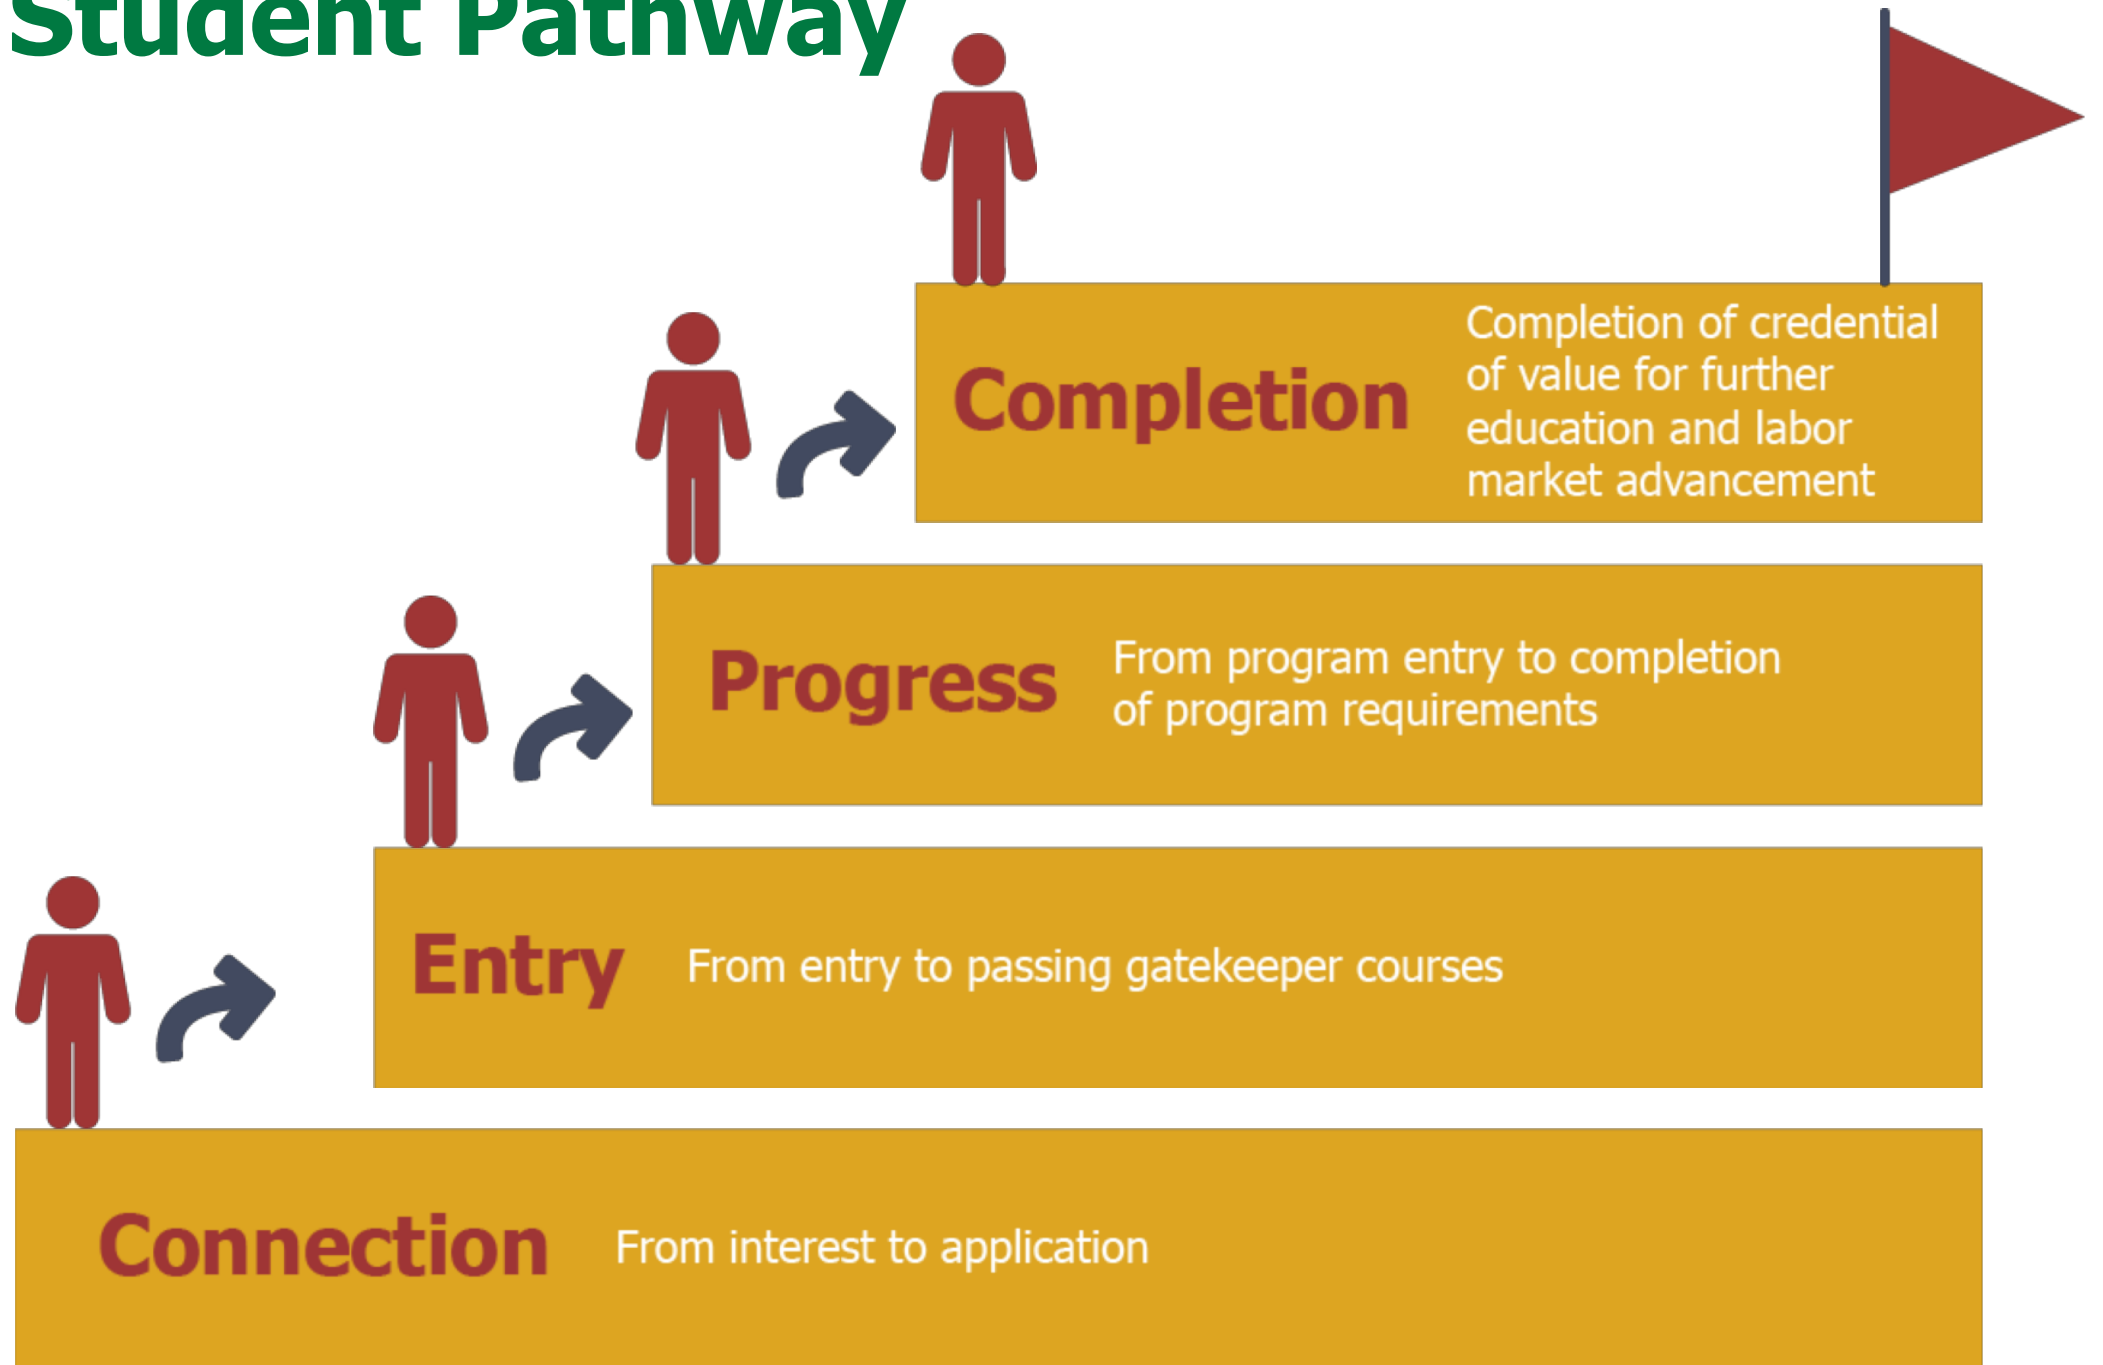 Student Pathway
Completion
Completion of credential
of value for further
education and labor
market advancement
Progress
From program entry to completion
of program requirements
Entry
From entry to passing gatekeeper courses
Connection
From interest to application